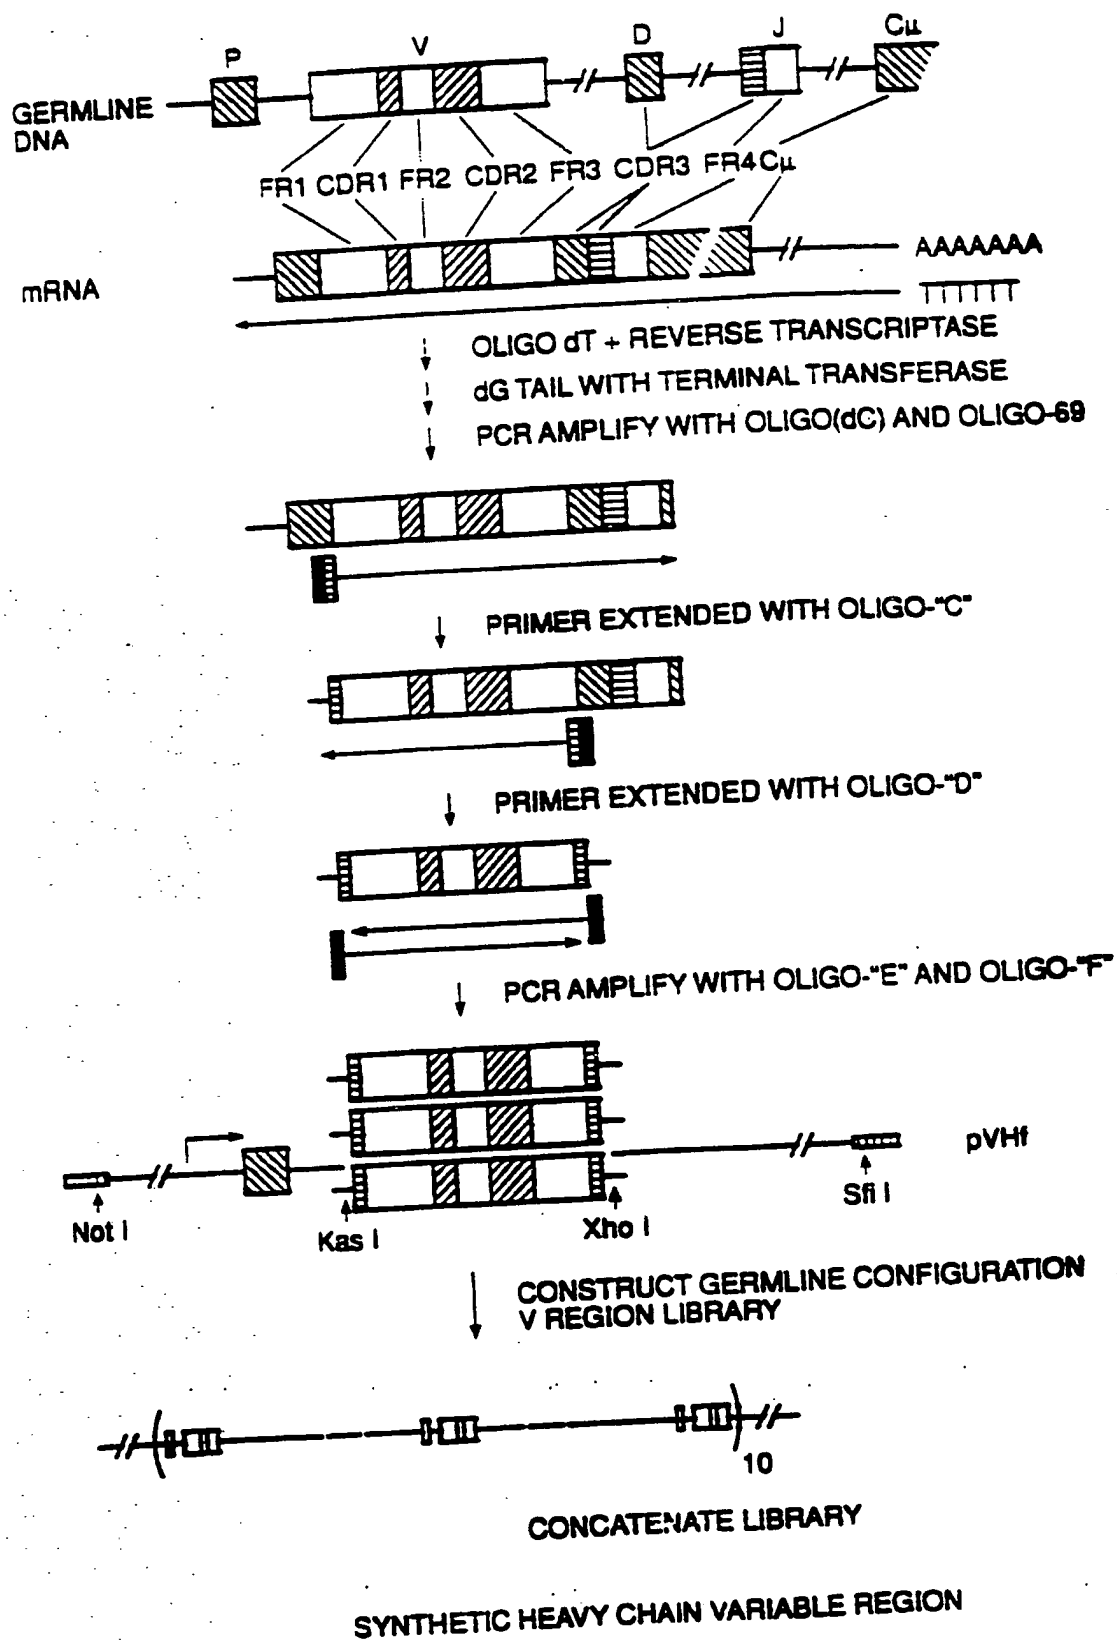 P V D J Cμ
GERMLINE
DNA
FR1 CDR1 FR2 CDR2 FR3 CDR3 FR4 Cμ
mRNA
AAAAAAA
TTTTTT
OLIGO dT + REVERSE TRANSCRIPTASE
dG TAIL WITH TERMINAL TRANSFERASE
PCR AMPLIFY WITH OLIGO(dC) AND OLIGO-69
PRIMER EXTENDED WITH OLIGO-"C"
PRIMER EXTENDED WITH OLIGO-"D"
PCR AMPLIFY WITH OLIGO-"E" AND OLIGO-"F"
pVHf
Not I
Kas I
Xho I
Sfi I
CONSTRUCT GERMLINE CONFIGURATION
V REGION LIBRARY
10
CONCATENATE LIBRARY
SYNTHETIC HEAVY CHAIN VARIABLE REGION